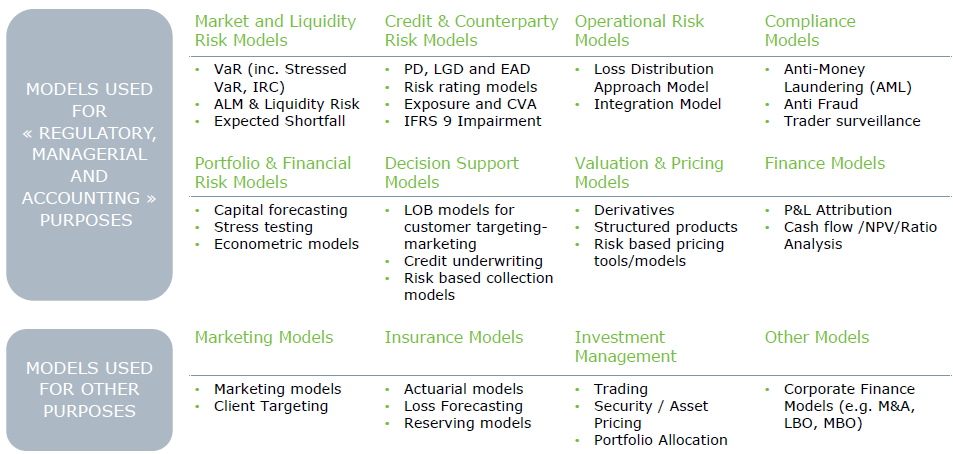 MODELS USED
FOR
« REGULATORY,
MANAGERIAL
AND
ACCOUNTING »
PURPOSES
Market and Liquidity
Risk Models
• VaR (inc. Stressed
VaR, IRC)
• ALM & Liquidity Risk
• Expected Shortfall
Credit & Counterparty
Risk Models
• PD, LGD and EAD
• Risk rating models
• Exposure and CVA
• IFRS 9 Impairment
Operational Risk
Models
• Loss Distribution
Approach Model
• Integration Model
Compliance
Models
• Anti-Money
Laundering (AML)
• Anti Fraud
• Trader surveillance
Portfolio & Financial
Risk Models
• Capital forecasting
• Stress testing
• Econometric models
Decision Support
Models
• LOB models for
customer targeting-
marketing
• Credit underwriting
• Risk based collection
models
Valuation & Pricing
Models
• Derivatives
• Structured products
• Risk based pricing
tools/models
Finance Models
• P&L Attribution
• Cash flow /NPV/Ratio
Analysis
MODELS USED
FOR OTHER
PURPOSES
Marketing Models
• Marketing models
• Client Targeting
Insurance Models
• Actuarial models
• Loss Forecasting
• Reserving models
Investment
Management
• Trading
• Security / Asset
Pricing
• Portfolio Allocation
Other Models
• Corporate Finance
Models (e.g. M&A,
LBO, MBO)